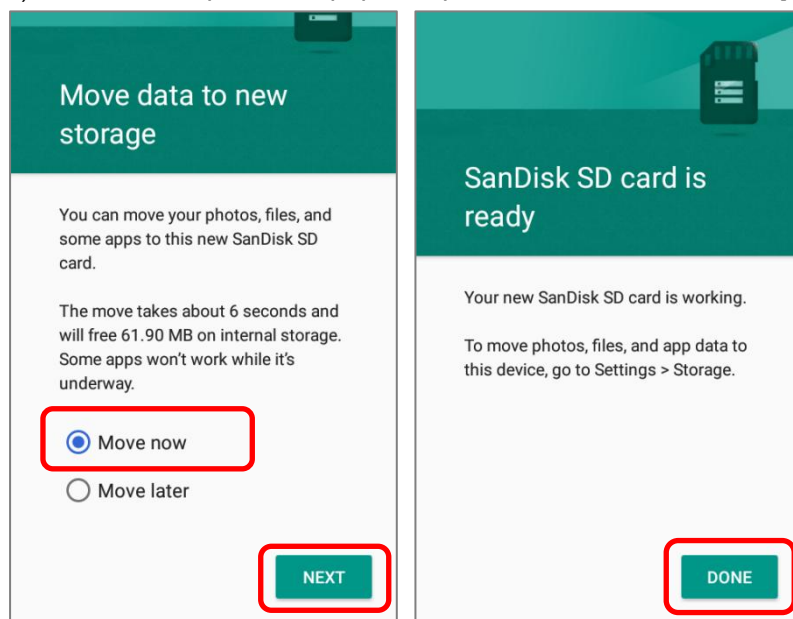 Move data to new
storage
You can move your photos, files, and
some apps to this new SanDisk SD
card.
The move takes about 6 seconds and
will free 61.90 MB on internal storage.
Some apps won't work while it's
underway.
Move now
Move later
NEXT
SanDisk SD card is
ready
Your new SanDisk SD card is working.
To move photos, files, and app data to
this device, go to Settings > Storage.
DONE